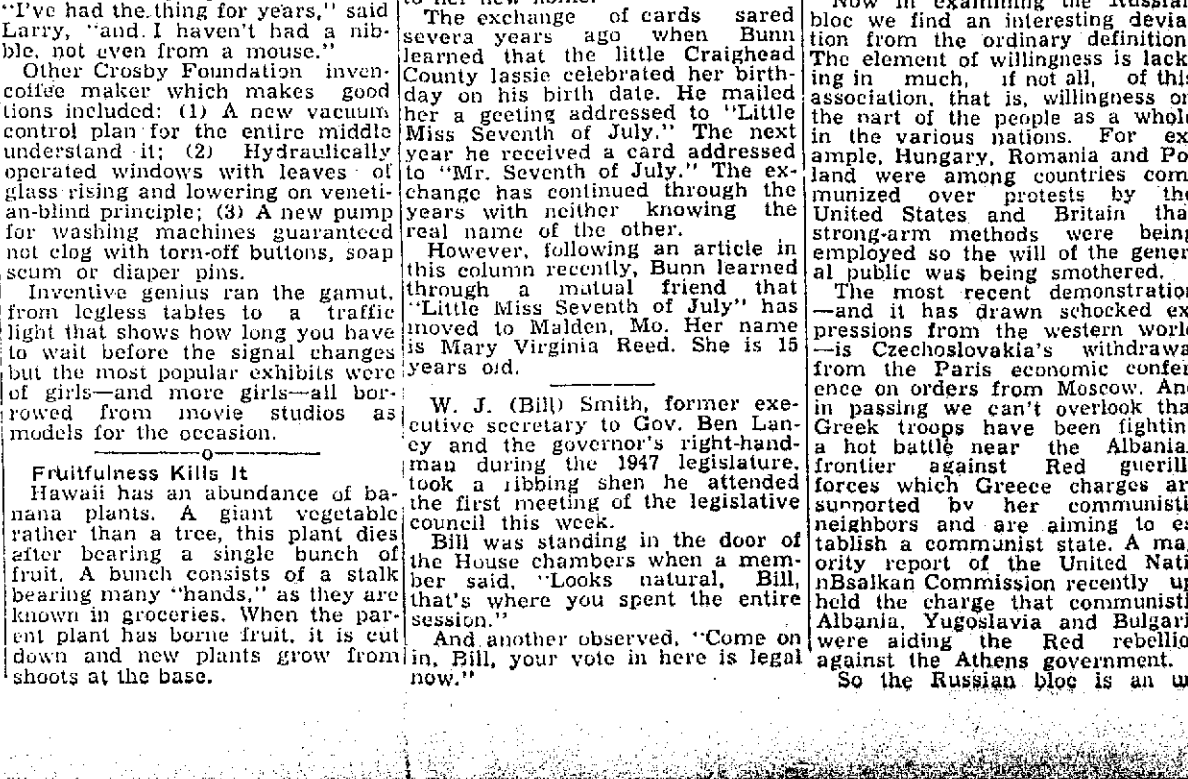 "I've had the thing for years," said
Larry, "and I haven't had a nib-
ble, not even from a mouse."
Other Crosby Foundation inven-
coffee maker which makes good
tions included: (1) A new vacuum
control plan for the entire middle
understand it; (2) Hydraulically
operated windows with leaves of
glass rising and lowering on veneti-
an-blind principle; (3) A new pump
for washing machines guaranteed
not clog with torn-off buttons, soap
scum or diaper pins.
Inventive genius ran the gamut,
from legless tables to a traffic
light that shows how long you have
to wait before the signal changes
but the most popular exhibits were
of girls—and more girls—all bor-
rowed from movie studios as
models for the occasion.
Fruitfulness Kills It
Hawaii has an abundance of ba-
nana plants. A giant vegetable
rather than a tree, this plant dies
after bearing a single bunch of
fruit. A bunch consists of a stalk
bearing many "hands," as they are
known in groceries. When the par-
ent plant has borne fruit, it is cut
down and new plants grow from
shoots at the base.
to her new home.
The exchange of cards sared
severa years ago when Bunn
learned that the little Craighead
County lassie celebrated her birth-
day on his birth date. He mailed
her a geeting addressed to "Little
Miss Seventh of July." The next
year he received a card addressed
to "Mr. Seventh of July." The ex-
change has continued through the
years with neither knowing the
real name of the other.
However, following an article in
this column recently, Bunn learned
through a mutual friend that
"Little Miss Seventh of July" has
moved to Malden, Mo. Her name
is Mary Virginia Reed. She is 15
years old.
W. J. (Bill) Smith, former exe-
cutive secretary to Gov. Ben Lan-
ey and the governor's right-hand-
man during the 1947 legislature,
took a ribbing shen he attended
the first meeting of the legislative
council this week.
Bill was standing in the door of
the House chambers when a mem-
ber said, "Looks natural, Bill,
that's where you spent the entire
session."
And another observed, "Come on
in, Bill, your vote in here is legal
now."
Now in examining the Russian
bloc we find an interesting devia-
tion from the ordinary definition
The element of willingness is lack-
ing in much, if not all, of this
association, that is, willingness on
the part of the people as a whole
in the various nations. For ex
ample, Hungary, Romania and Po
land were among countries com
munized over protests by the
United States and Britain tha
strong-arm methods were being
employed so the will of the gener
al public was being smothered.
The most recent demonstration
—and it has drawn schocked ex
pressions from the western world
—is Czechoslovakia's withdrawa
from the Paris economic confer
ence on orders from Moscow. And
in passing we can't overlook tha
Greek troops have been fightin
a hot battle near the Albania
frontier against Red guerill
forces which Greece charges ar
supported by her communisti
neighbors and are aiming to es
tablish a communist state. A maj
ority report of the United Nati
nBsalkan Commission recently up
held the charge that communisti
Albania, Yugoslavia and Bulgari
were aiding the Red rebellio
against the Athens government.
So the Russian bloc is an un